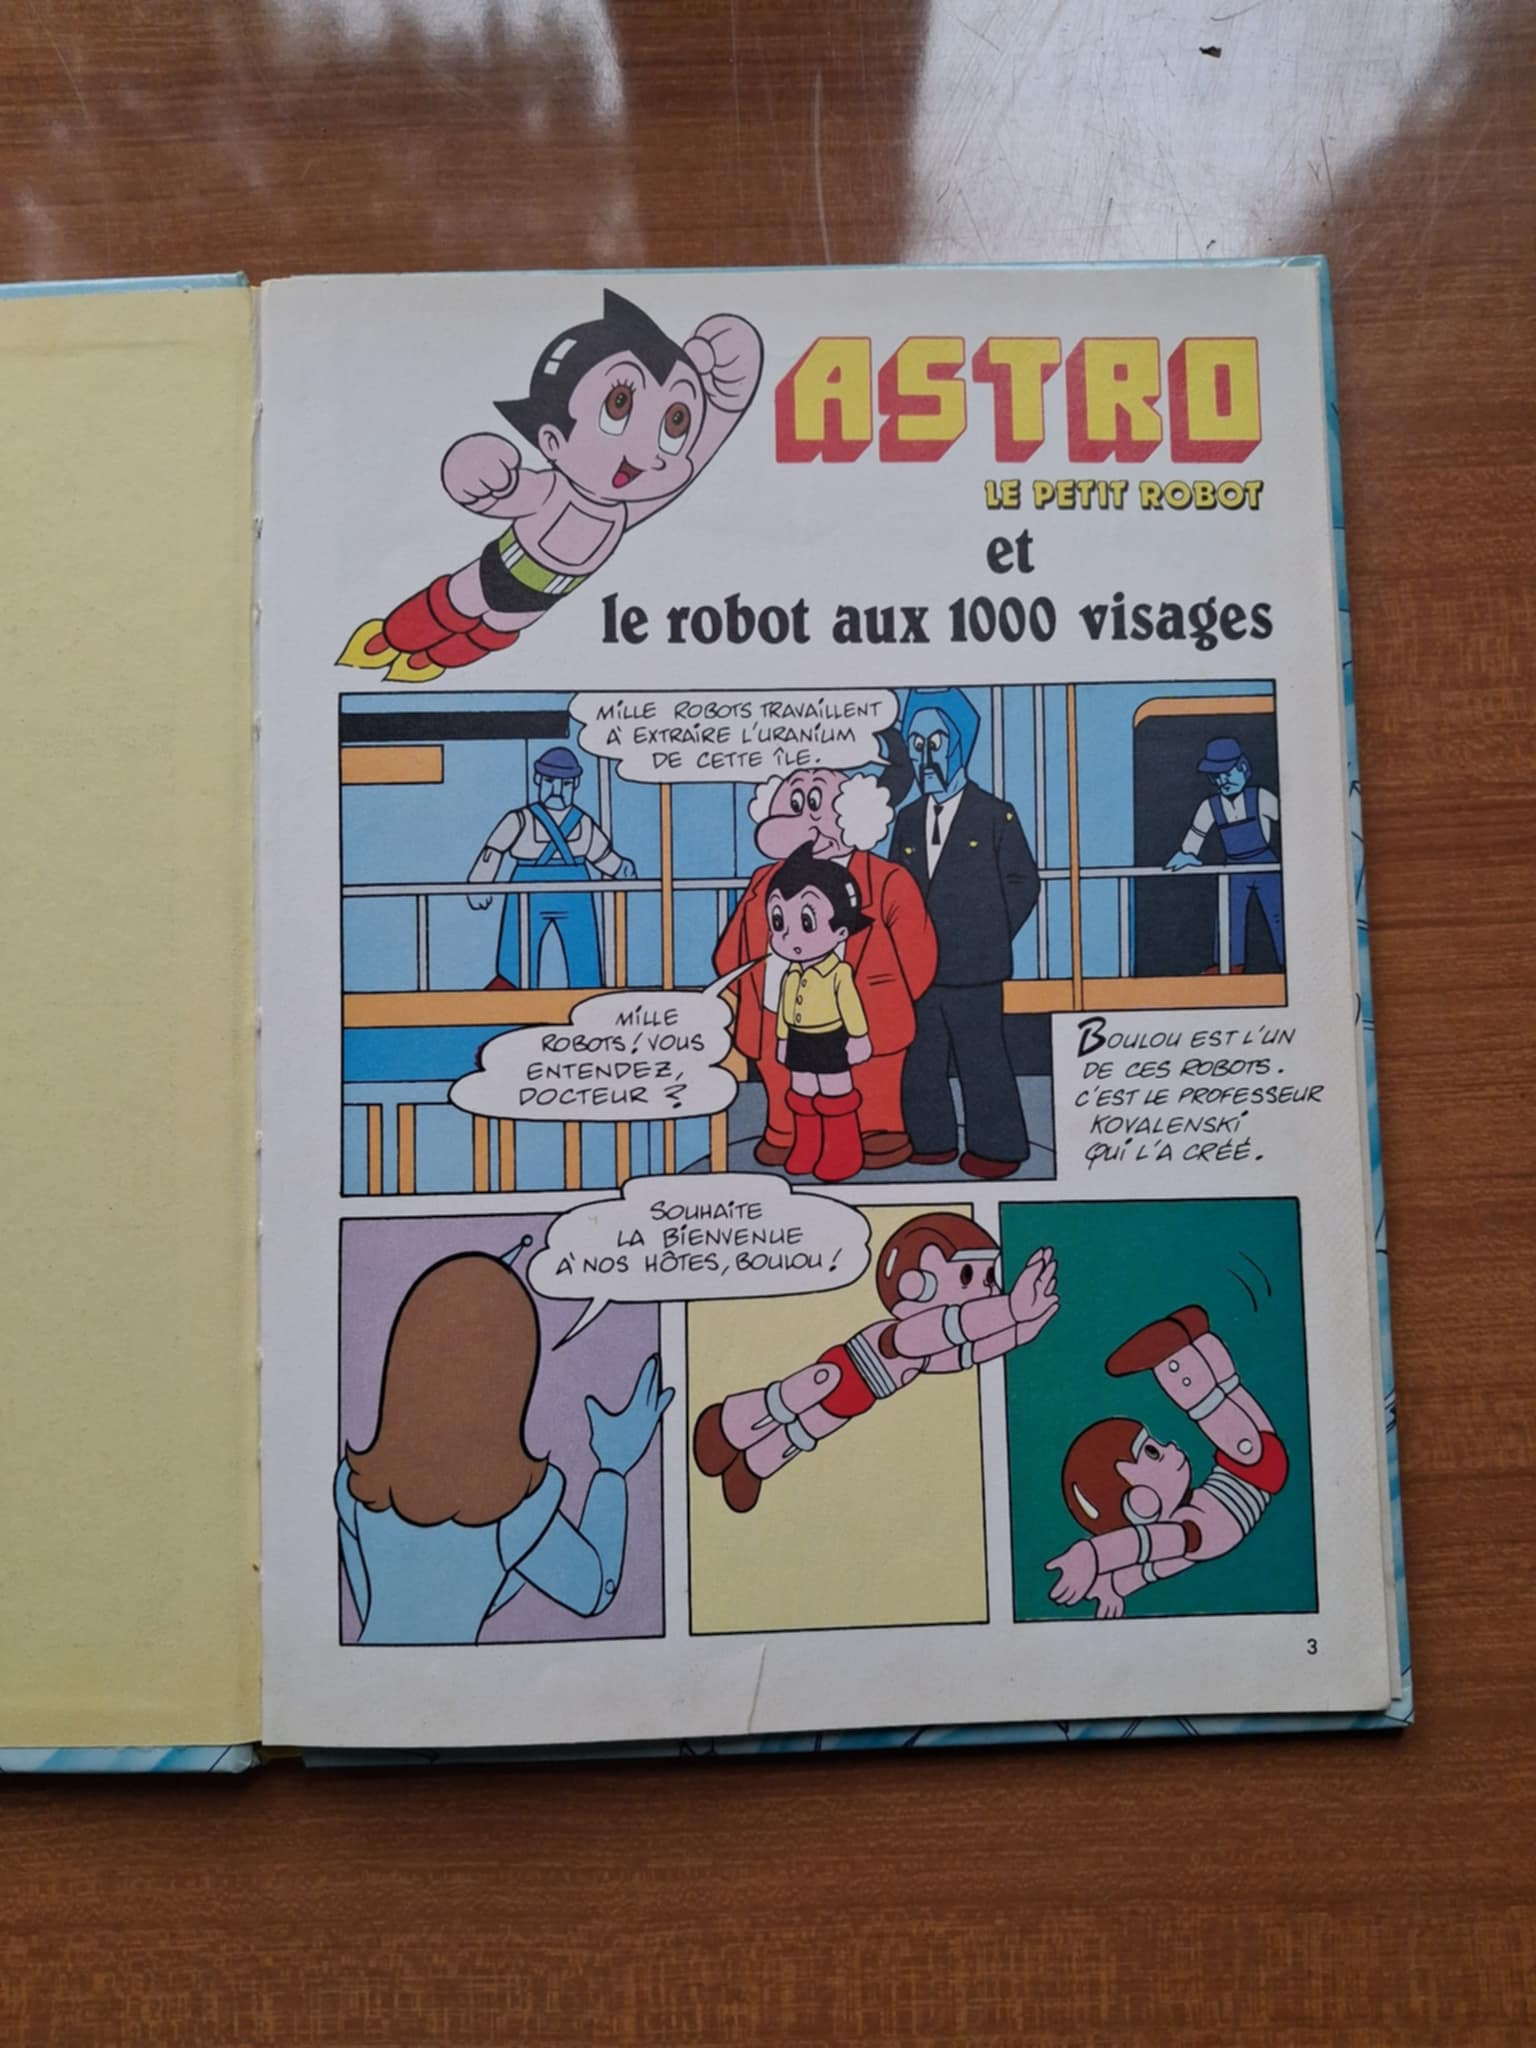 ASTRO
LE PETIT ROBOT
et
le robot aux 1000 visages
MILLE ROBOTS TRAVAILLENT
À EXTRAIRE L'URANIUM
DE CETTE ÎLE.
MILLE
ROBOTS! VOUS
ENTENDEZ,
DOCTEUR ?
BOULOU EST L'UN
DE CES ROBOTS.
C'EST LE PROFESSEUR
KOVALENSKI
QUI L'A CRÉÉ.
SOUHAITE
LA BIENVENUE
À NOS HÔTES, BOULOU !
3